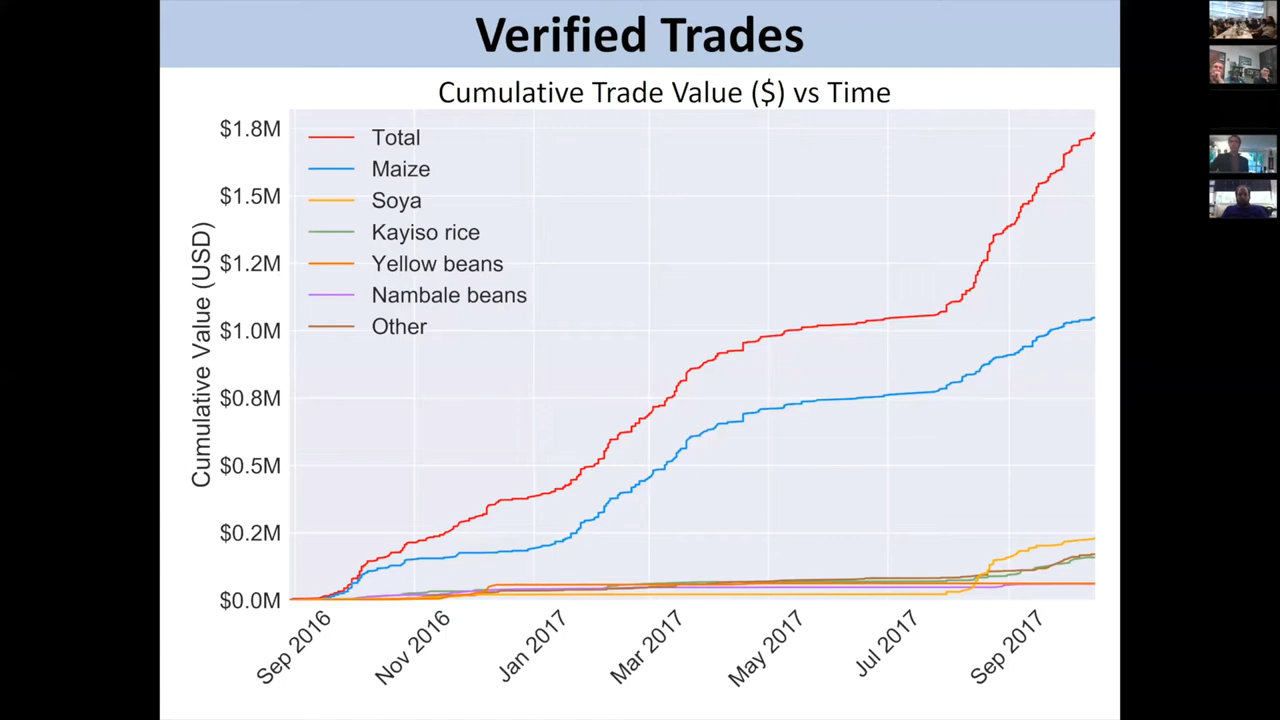 Verified Trades
Cumulative Trade Value ($) vs Time
Cumulative Value (USD)
$1.8M
$1.5M
$1.2M
$1.0M
$0.8M
$0.5M
$0.2M
$0.0M
Total
Maize
Soya
Kayiso rice
Yellow beans
Nambale beans
Other
Sep 2016
Nov 2016
Jan 2017
Mar 2017
May 2017
Jul 2017
Sep 2017